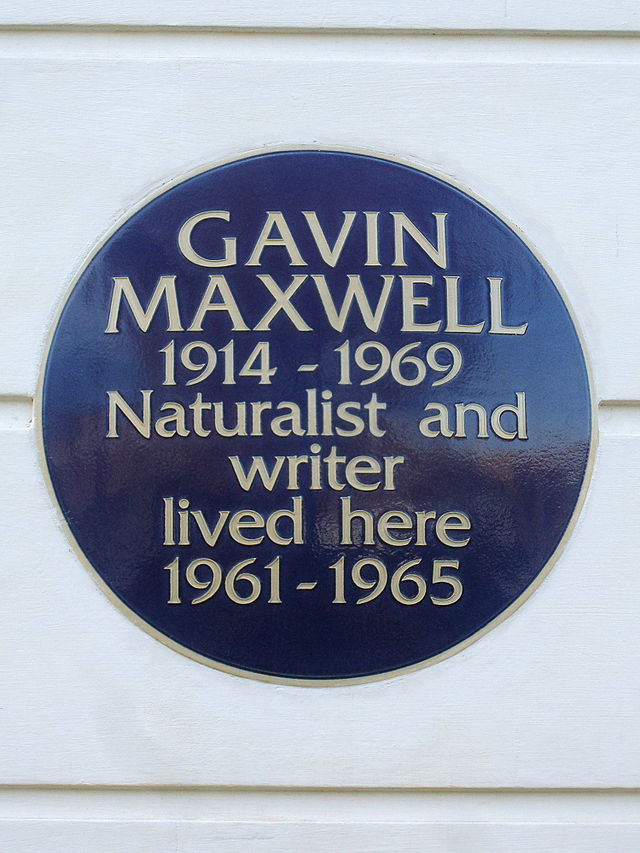 GAVIN
MAXWELL
1914 - 1969
Naturalist and
writer
lived here
1961 - 1965